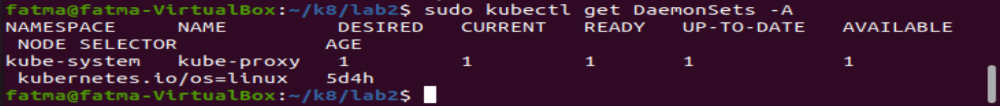 fatma@fatma-VirtualBox:~/k8/lab2$ sudo kubectl get DaemonSets -A
NAMESPACE     NAME         DESIRED   CURRENT   READY   UP-TO-DATE   AVAILABLE
 NODE SELECTOR            AGE
kube-system   kube-proxy   1         1         1       1            1
 kubernetes.io/os=linux   5d4h
fatma@fatma-VirtualBox:~/k8/lab2$